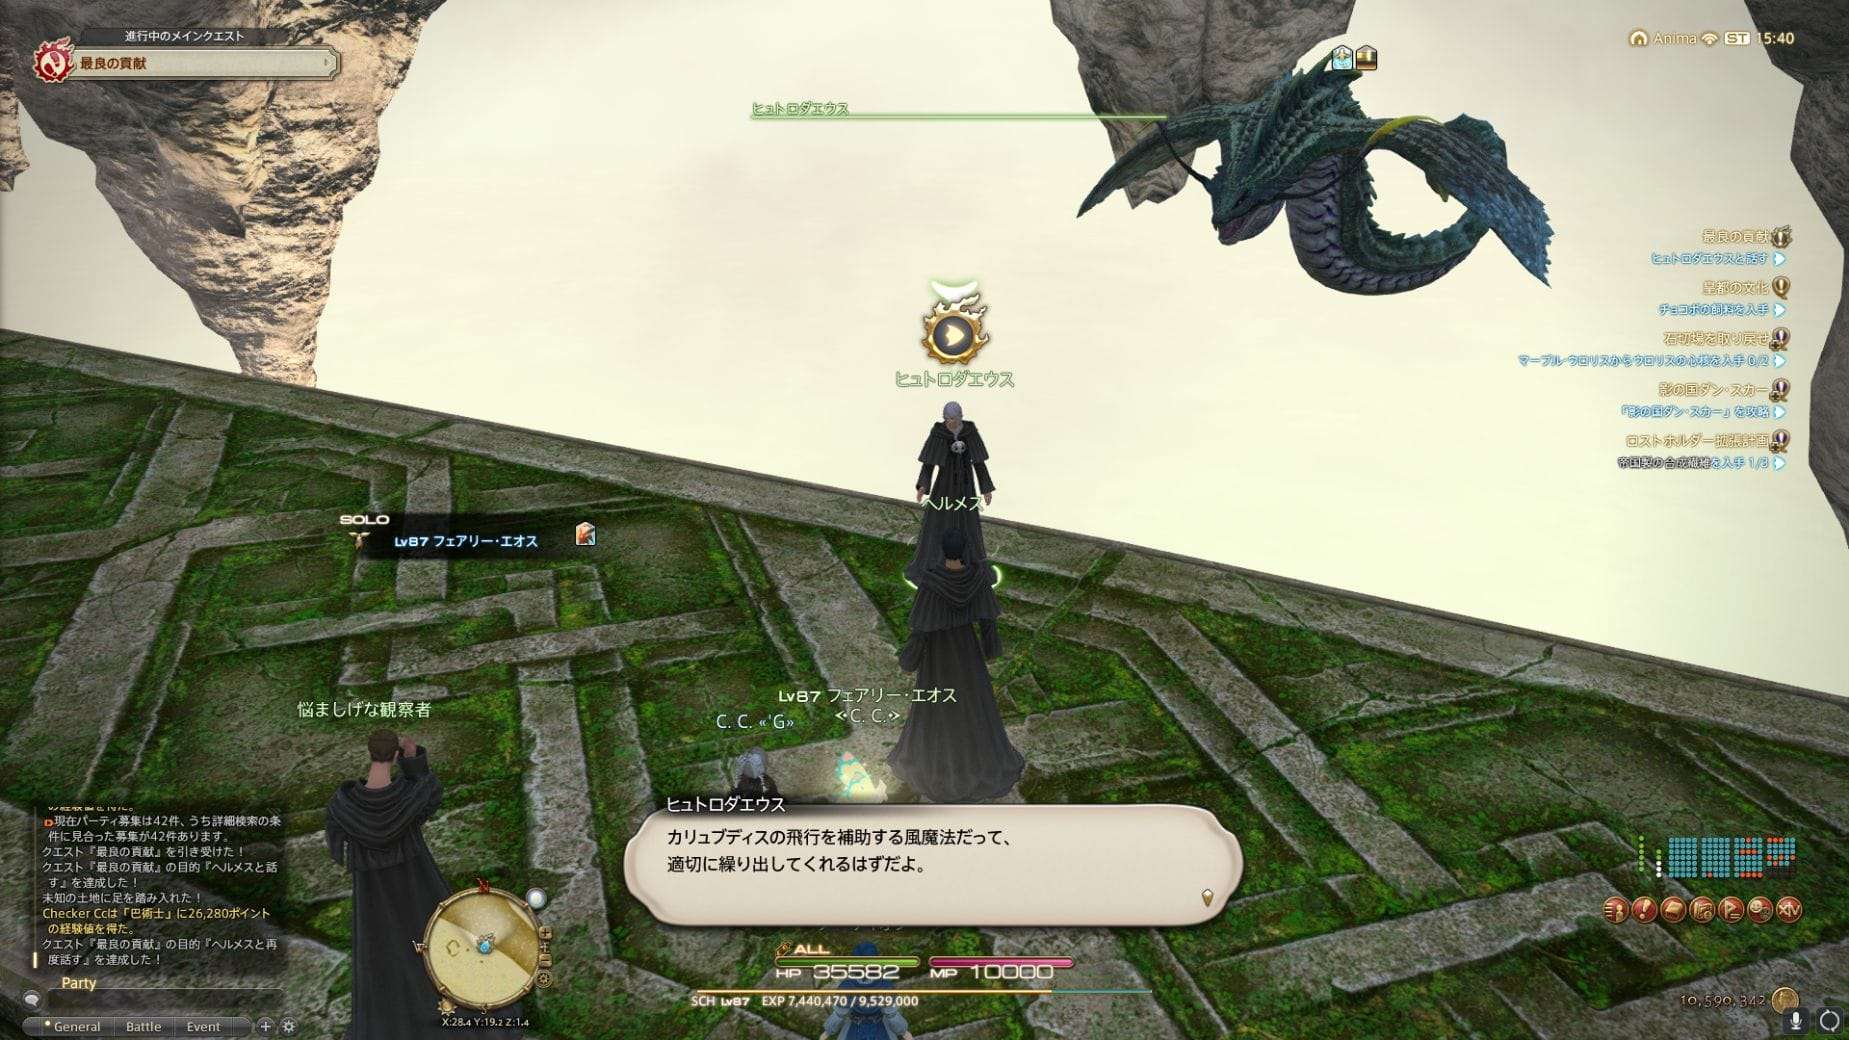 進行中のメインクエスト
最良の貢献
Anima ST 15:40
ヒュトロダエウス
最良の貢献
ヒュトロダエウスと話す
皇都の文化
チョコボの飼料を入手
石切場を取り戻せ
マーブル・ウロリスからウロリスの心核を入手 0/2
影の国ダン・スカー
「影の国ダン・スカー」を攻略
ロストホルダー拡張計画
帝国製の合成繊維を入手 1/3
ヒュトロダエウス
ヘルメス
SOLO
Lv87 フェアリー・エオス
悩ましげな観察者
Lv87 フェアリー・エオス
«C. C.»
C. C. «'G»
ヒュトロダエウス
カリュブディスの飛行を補助する風魔法だって、
適切に繰り出してくれるはずだよ。
の経験値を得た。
現在パーティ募集は42件、うち詳細検索の条
件に見合った募集が42件あります。
クエスト『最良の貢献』を引き受けた！
クエスト『最良の貢献』の目的『ヘルメスと話
す』を達成した！
未知の土地に足を踏み入れた！
Checker Ccは「巴術士」に26,280ポイント
の経験値を得た。
クエスト『最良の貢献』の目的『ヘルメスと再
度話す』を達成した！
Party
General Battle Event
X:28.4 Y:19.2 Z:1.4
ALL
HP 35582 MP 10000
SCH Lv87 EXP 7,440,470 / 9,529,000
10,590,342
XIV